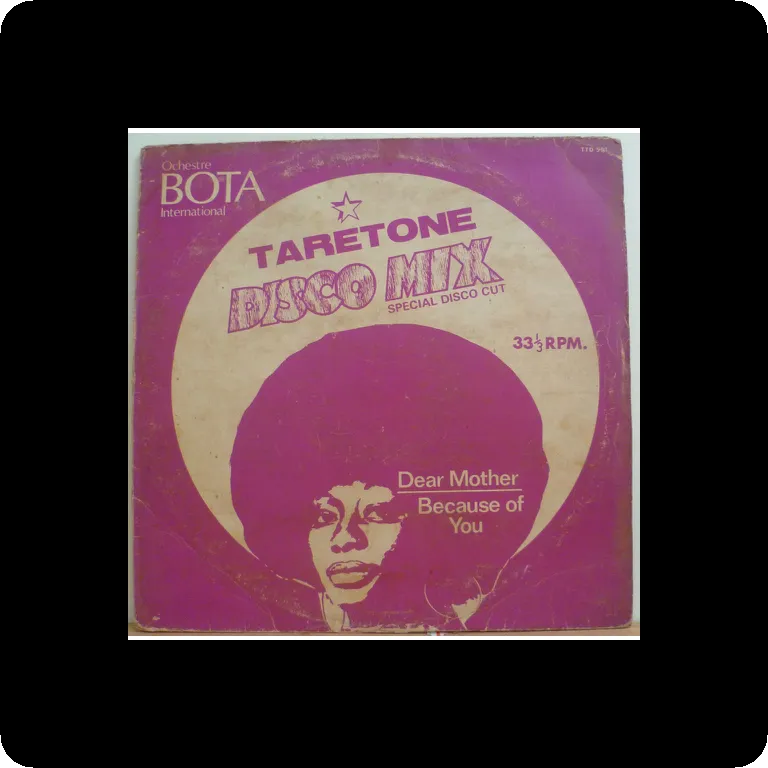 Ochestre
BOTA
International
TARETONE
DISCO MIX
SPECIAL DISCO CUT
33⅓ RPM.
Dear Mother
Because of
You